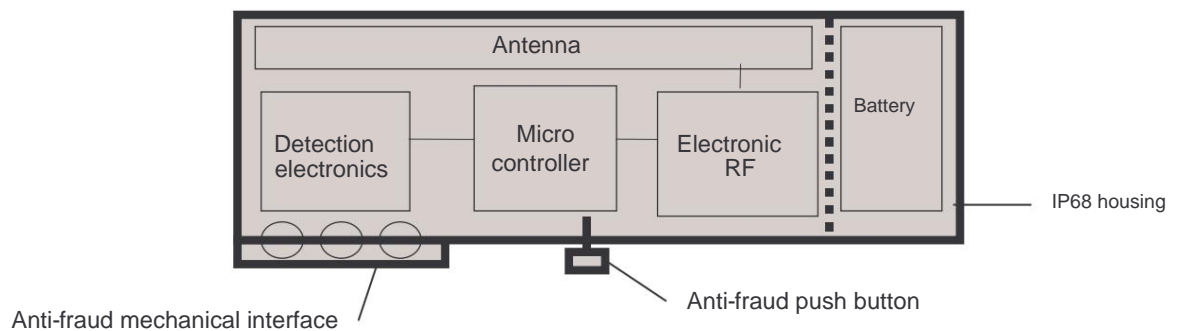 Antenna
Battery
Detection
electronics
Micro
controller
Electronic
RF
IP68 housing
Anti-fraud push button
Anti-fraud mechanical interface